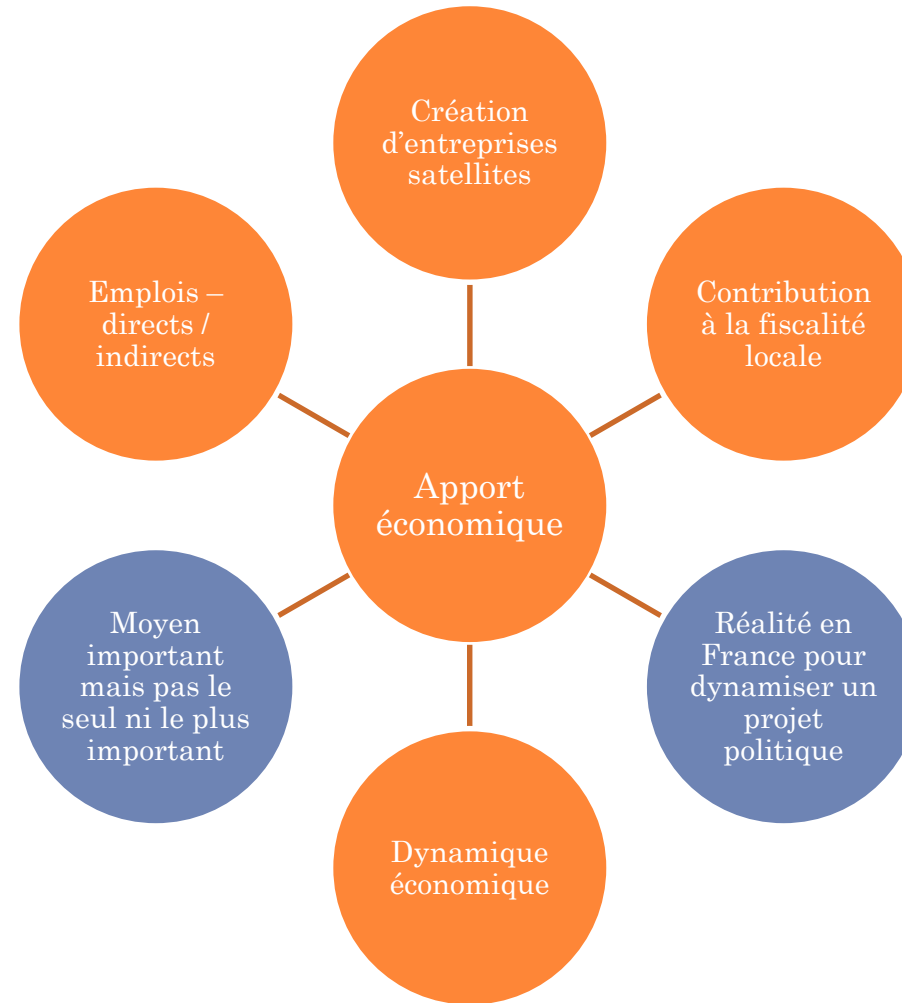 Création
d'entreprises
satellites
Emplois –
directs /
indirects
Contribution
à la fiscalité
locale
Apport
économique
Moyen
important
mais pas le
seul ni le plus
important
Réalité en
France pour
dynamiser un
projet
politique
Dynamique
économique